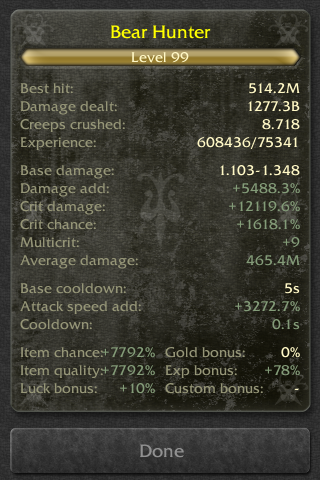 Bear Hunter
Level 99
Best hit: 514.2M
Damage dealt: 1277.3B
Creeps crushed: 8.718
Experience: 608436/75341
Base damage: 1.103-1.348
Damage add: +5488.3%
Crit damage: +12119.6%
Crit chance: +1618.1%
Multicrit: +9
Average damage: 465.4M
Base cooldown: 5s
Attack speed add: +3272.7%
Cooldown: 0.1s
Item chance:+7792% Gold bonus: 0%
Item quality:+7792% Exp bonus: +78%
Luck bonus: +10% Custom bonus: -
Done